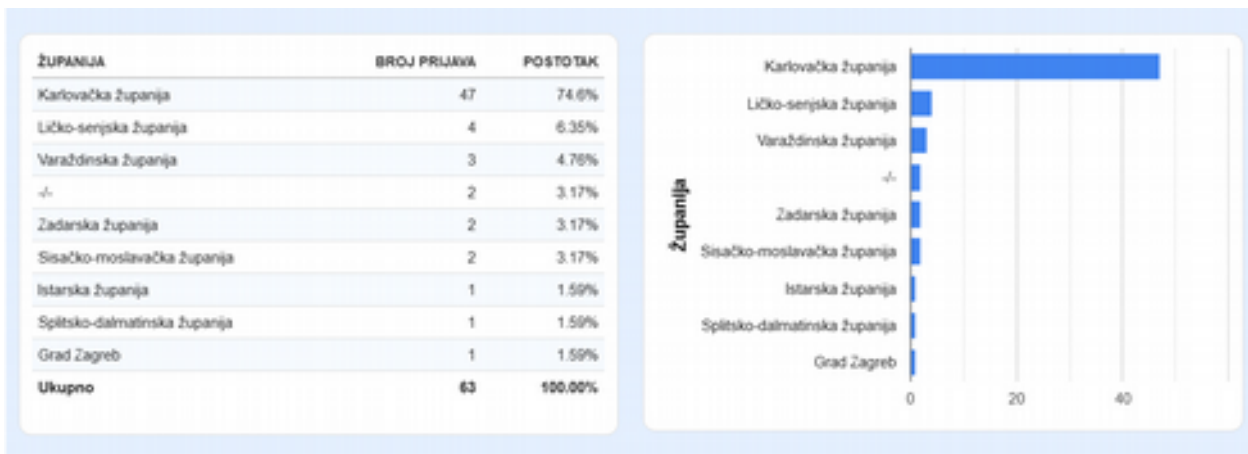 ŽUPANIJA BROJ PRIJAVA POSTOTAK
Karlovačka županija 47 74.6%
Ličko-senjska županija 4 6.35%
Varaždinska županija 3 4.76%
-/- 2 3.17%
Zadarska županija 2 3.17%
Sisačko-moslavačka županija 2 3.17%
Istarska županija 1 1.59%
Splitsko-dalmatinska županija 1 1.59%
Grad Zagreb 1 1.59%
Ukupno 63 100.00%
Županija
Karlovačka županija
Ličko-senjska županija
Varaždinska županija
-/-
Zadarska županija
Sisačko-moslavačka županija
Istarska županija
Splitsko-dalmatinska županija
Grad Zagreb
0 20 40